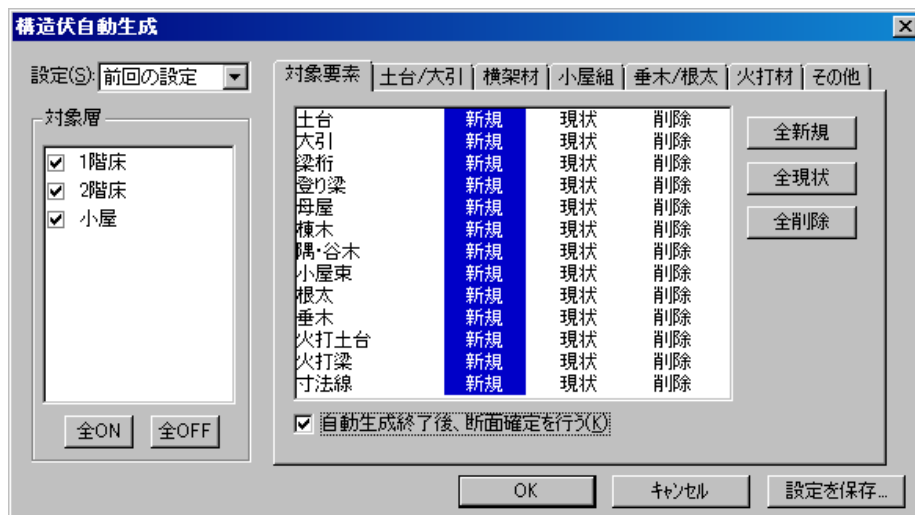 構造伏自動生成
設定(S): 前回の設定
対象層
1階床
2階床
小屋
全ON 全OFF
対象要素 土台/大引 横架材 小屋組 垂木/根太 火打材 その他
土台 新規 現状 削除
大引 新規 現状 削除
梁桁 新規 現状 削除
登り梁 新規 現状 削除
母屋 新規 現状 削除
棟木 新規 現状 削除
隅・谷木 新規 現状 削除
小屋束 新規 現状 削除
根太 新規 現状 削除
垂木 新規 現状 削除
火打土台 新規 現状 削除
火打梁 新規 現状 削除
寸法線 新規 現状 削除
全新規
全現状
全削除
自動生成終了後、断面確定を行う(K)
OK キャンセル 設定を保存...